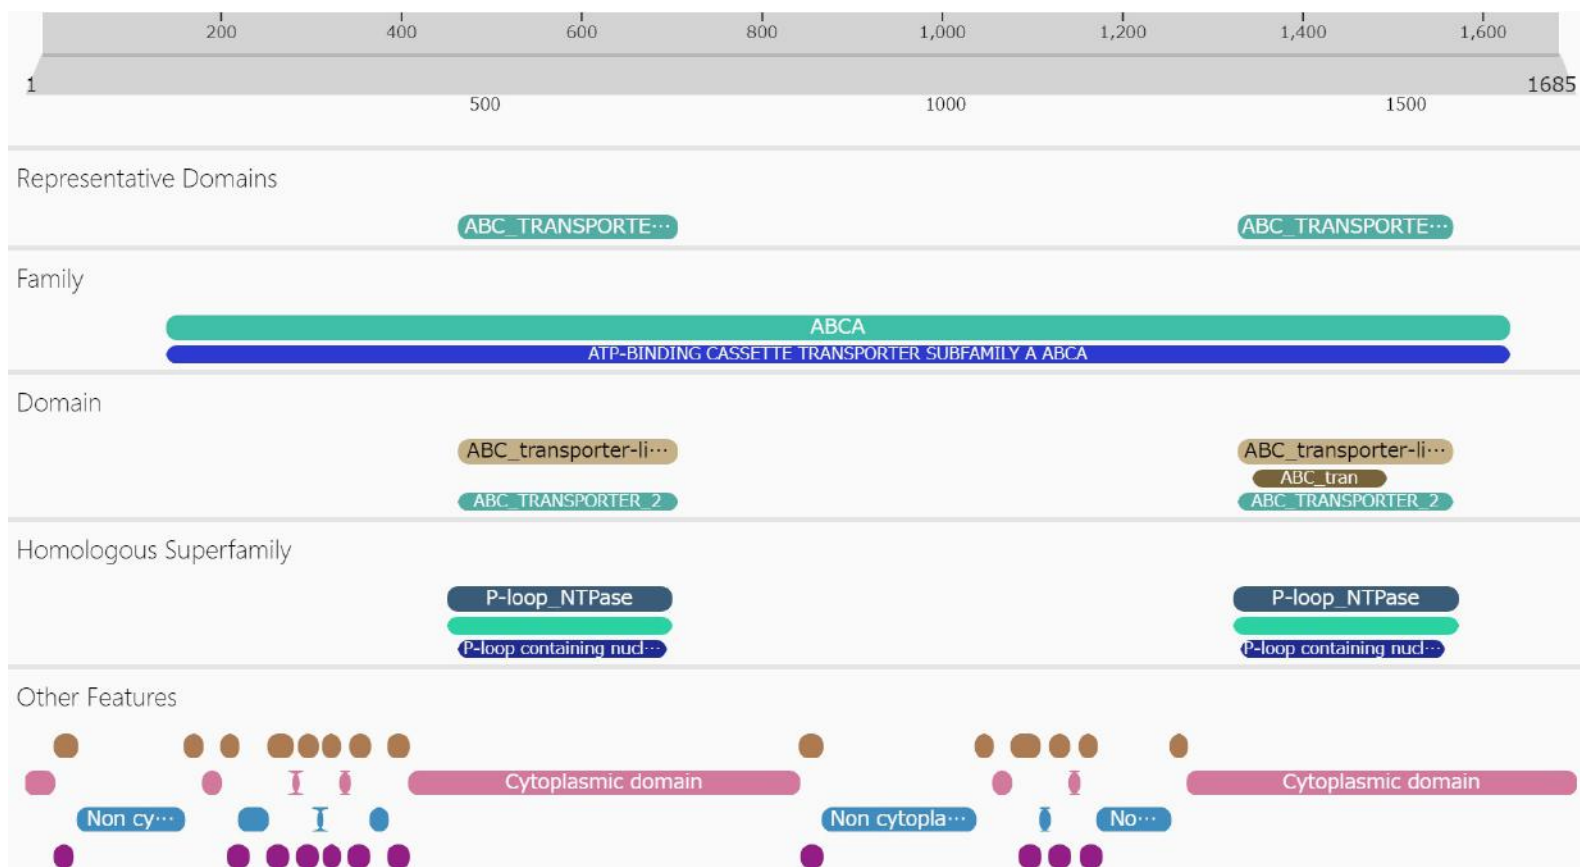 200 400 600 800 1,000 1,200 1,400 1,600
1 1685
500 1000 1500
Representative Domains
ABC_TRANSPORTE··· ABC_TRANSPORTE···
Family
ABCA
ATP-BINDING CASSETTE TRANSPORTER SUBFAMILY A ABCA
Domain
ABC_transporter-li··· ABC_transporter-li···
ABC_tran
ABC_TRANSPORTER_2 ABC_TRANSPORTER_2
Homologous Superfamily
P-loop_NTPase P-loop_NTPase
P-loop containing nucl··· P-loop containing nucl···
Other Features
Cytoplasmic domain Cytoplasmic domain
Non cy··· Non cytopla··· No···